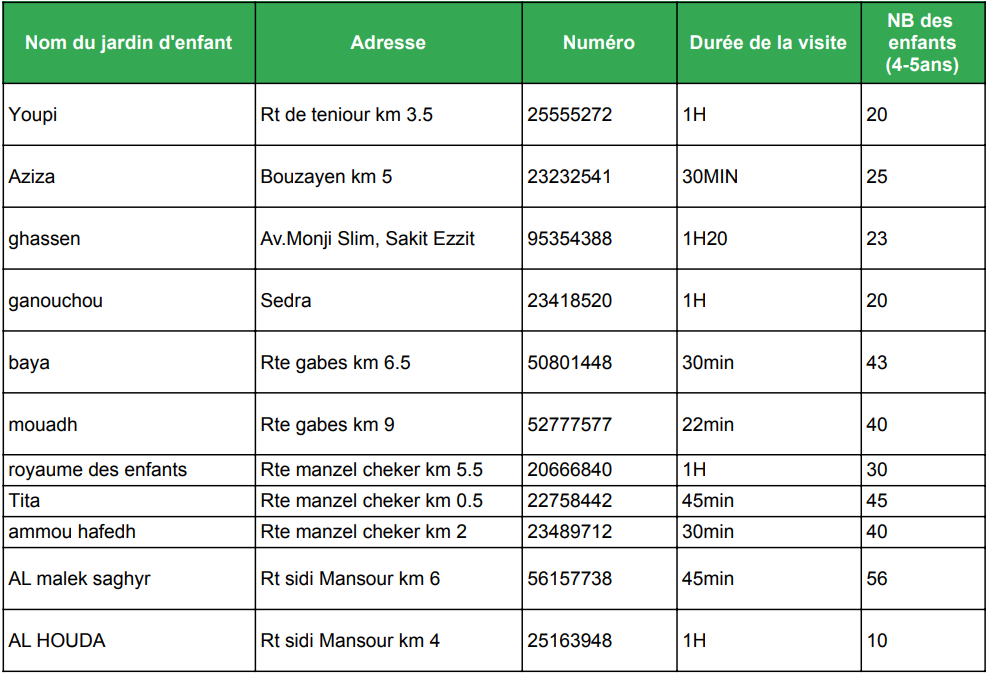 Nom du jardin d'enfant Adresse Numéro Durée de la visite NB des enfants (4-5ans)
Youpi Rt de teniour km 3.5 25555272 1H 20
Aziza Bouzayen km 5 23232541 30MIN 25
ghassen Av.Monji Slim, Sakit Ezzit 95354388 1H20 23
ganouchou Sedra 23418520 1H 20
baya Rte gabes km 6.5 50801448 30min 43
mouadh Rte gabes km 9 52777577 22min 40
royaume des enfants Rte manzel cheker km 5.5 20666840 1H 30
Tita Rte manzel cheker km 0.5 22758442 45min 45
ammou hafedh Rte manzel cheker km 2 23489712 30min 40
AL malek saghyr Rt sidi Mansour km 6 56157738 45min 56
AL HOUDA Rt sidi Mansour km 4 25163948 1H 10